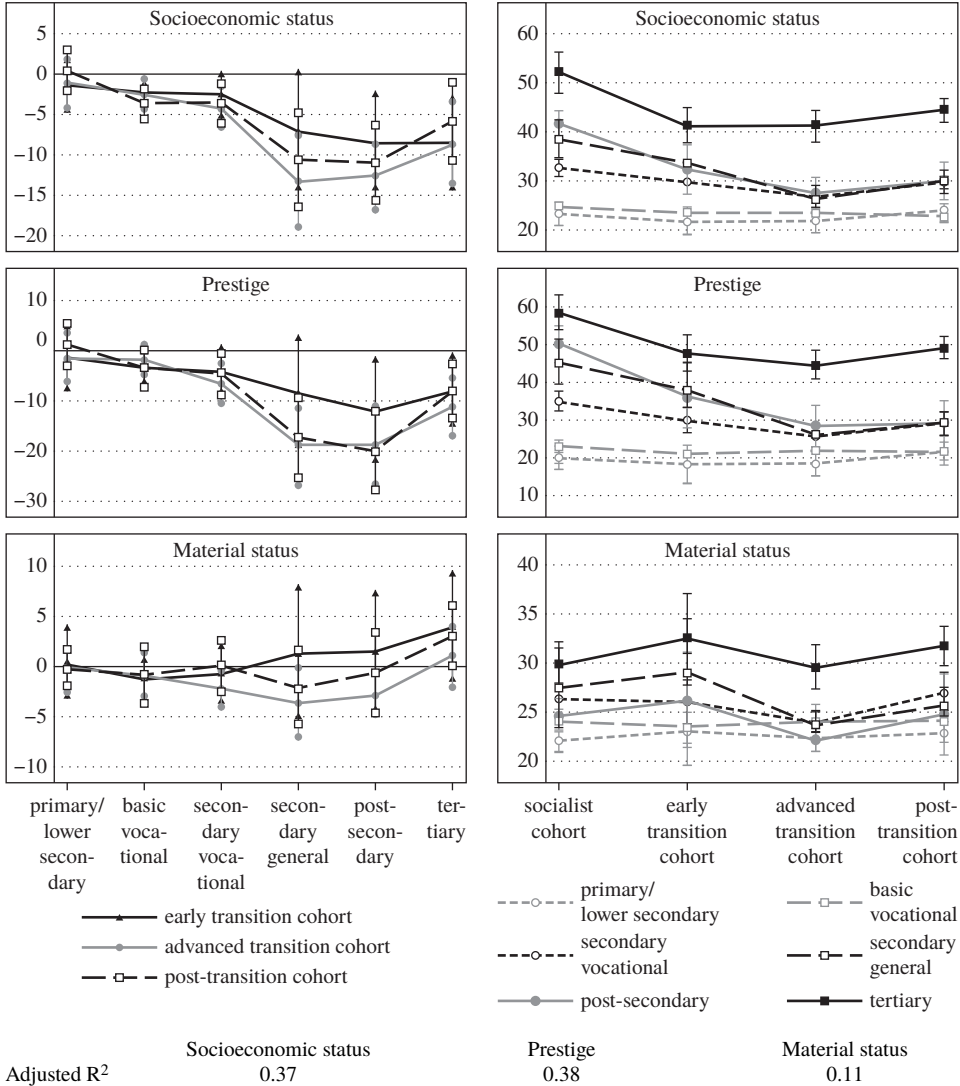 Socioeconomic status
5
0
−5
−10
−15
−20
Socioeconomic status
60
50
40
30
20
Prestige
10
0
−10
−20
−30
Prestige
60
50
40
30
20
10
Material status
10
5
0
−5
−10
Material status
40
35
30
25
20
primary/
lower
secon-
dary
basic
voca-
tional
secon-
dary
voca-
tional
secon-
dary
general
post-
secon-
dary
ter-
tiary
socialist
cohort
early
transition
cohort
advanced
transition
cohort
post-
transition
cohort
early transition cohort
advanced transition cohort
post-transition cohort
primary/
lower secondary
basic
vocational
secondary
vocational
secondary
general
post-secondary
tertiary
Socioeconomic status Prestige Material status
Adjusted R² 0.37 0.38 0.11